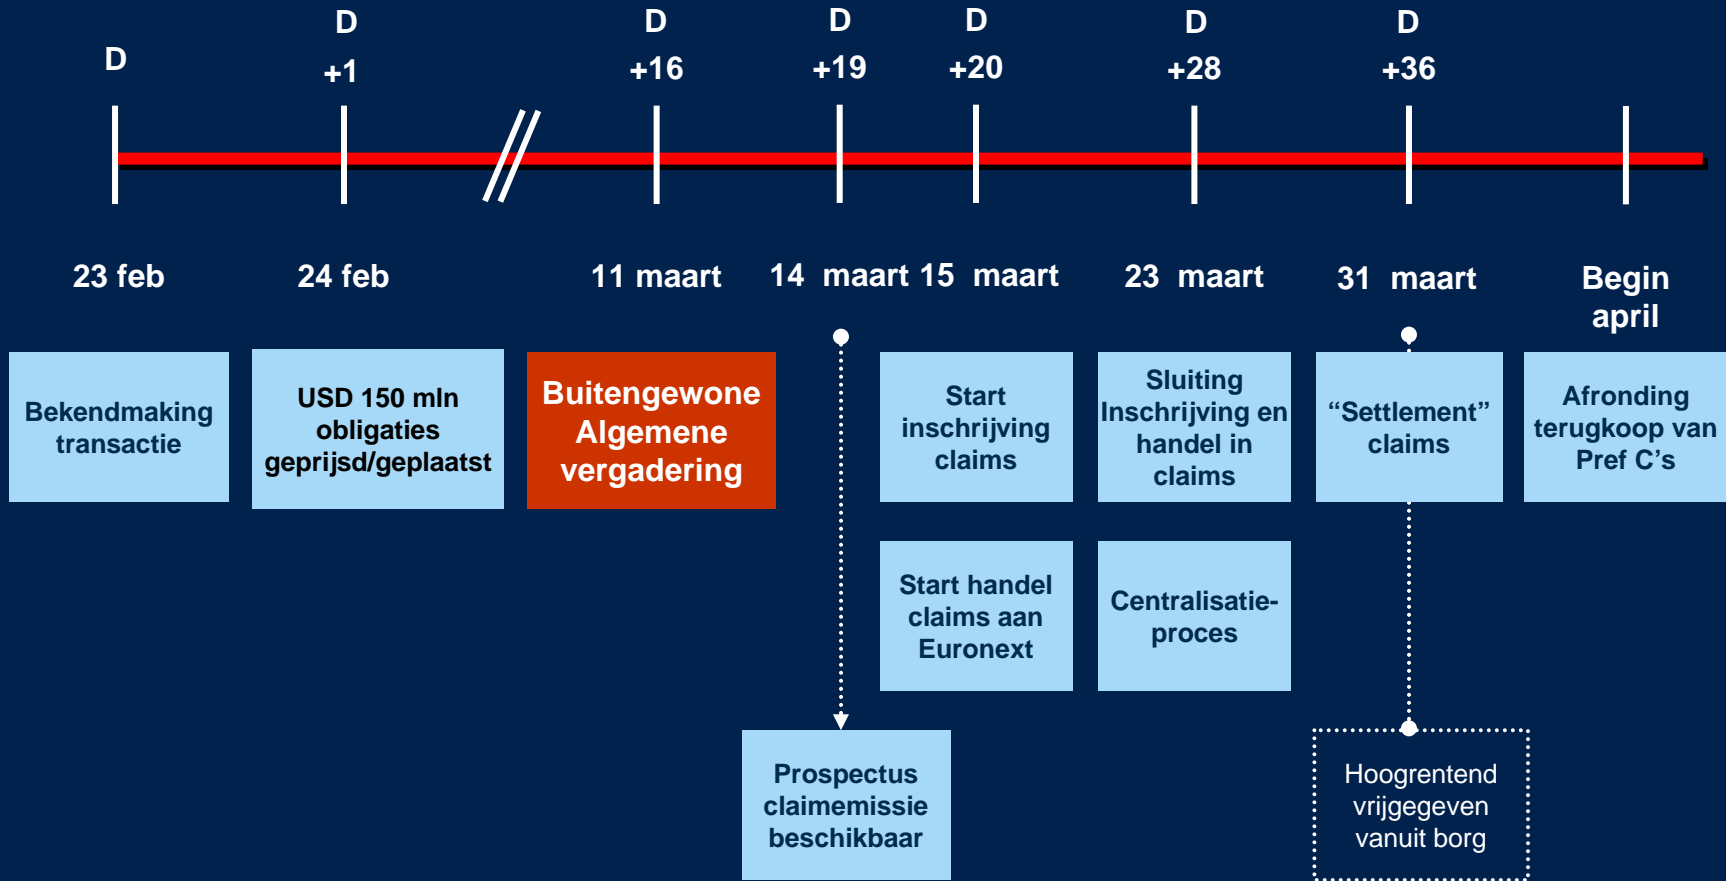 D
D
+1
D
+16
D
+19
D
+20
D
+28
D
+36
23 feb
24 feb
11 maart
14 maart
15 maart
23 maart
31 maart
Begin
april
Bekendmaking
transactie
USD 150 mln
obligaties
geprijsd/geplaatst
Buitengewone
Algemene
vergadering
Start
inschrijving
claims
Sluiting
Inschrijving en
handel in
claims
“Settlement”
claims
Afronding
terugkoop van
Pref C’s
Start handel
claims aan
Euronext
Centralisatie-
proces
Prospectus
claimemissie
beschikbaar
Hoogrentend
vrijgegeven
vanuit borg